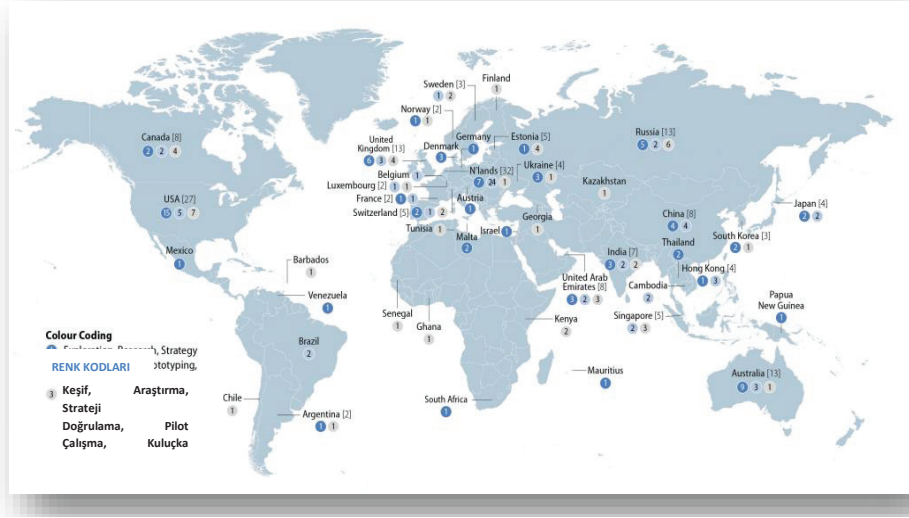 Finland
1
Sweden [3]
1 2
Norway [2]
1 1
Germany
1
Estonia [5]
1 4
Russia [13]
5 2 6
Canada [8]
2 2 4
United
Kingdom [13]
6 3 4
Denmark
3
Belgium 1
N'lands [32]
7 24 1
Ukraine [4]
3 1
Luxembourg [2]
1 1
Kazakhstan
1
USA [27]
15 5 7
France [2]
1 1
Austria
1
Japan [4]
2 2
Switzerland [5] 2 1 2
Georgia
1
China [8]
4 4
Tunisia 1
Malta
2
Israel 1
South Korea [3]
2 1
Mexico
1
Barbados
1
India [7]
3 2 2
Thailand
2
Hong Kong [4]
1 3
United Arab
Emirates [8]
3 2 3
Cambodia
2
Venezuela
1
Papua
New Guinea
1
Senegal
1
Ghana
1
Kenya
2
Singapore [5]
2 3
Brazil
2
Mauritius
1
Australia [13]
9 3 1
Chile
1
South Africa
1
Argentina [2]
1 1
Colour Coding
Research, Strategy
ototyping,
RENK KODLARI
3 Keşif, Araştırma,
Strateji
Doğrulama, Pilot
Çalışma, Kuluçka